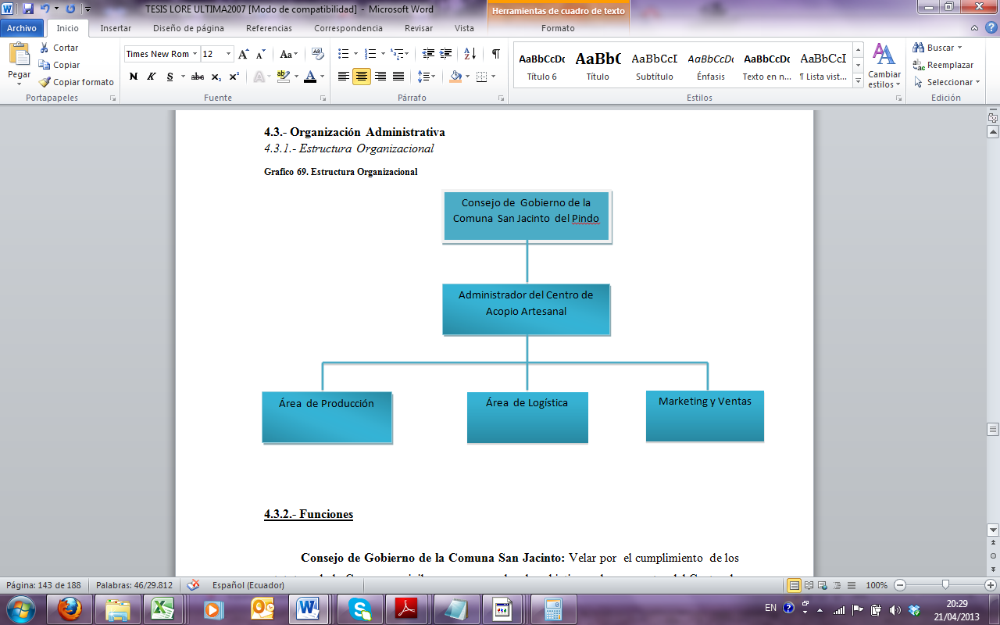 TESIS LORE ULTIMA2007 [Modo de compatibilidad] - Microsoft Word
Herramientas de cuadro de texto
Archivo Inicio Insertar Diseño de página Referencias Correspondencia Revisar Vista Formato
Pegar
Cortar
Copiar
Copiar formato
Portapapeles
Times New Rom 12
N K S abc x₂ x²
Fuente
Párrafo
AaBbCcDc AaBbC AaBbCcI AaBbCcDc AaBbCcDc AaBbCcI
Título 6 Título Subtítulo Énfasis Texto en n... ¶ Lista vist...
Estilos
Cambiar
estilos
Buscar
Reemplazar
Seleccionar
Edición
4.3.- Organización Administrativa
4.3.1.- Estructura Organizacional
Grafico 69. Estructura Organizacional
Consejo de Gobierno de la
Comuna San Jacinto del Pindo
Administrador del Centro de
Acopio Artesanal
Área de Producción
Área de Logística
Marketing y Ventas
4.3.2.- Funciones
Consejo de Gobierno de la Comuna San Jacinto: Velar por el cumplimiento de los
Página: 143 de 188 Palabras: 46/29.812 Español (Ecuador) 100%
EN 20:29
21/04/2013